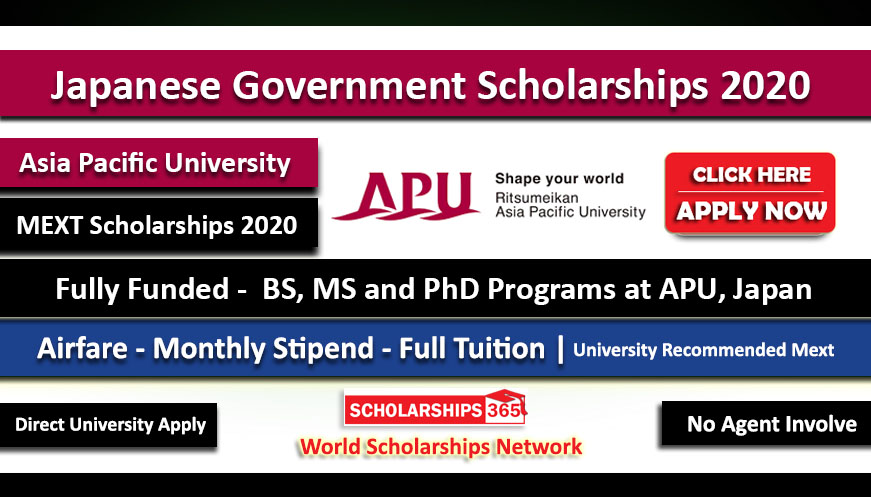 Japanese Government Scholarships 2020
Asia Pacific University
MEXT Scholarships 2020
APU
Shape your world
Ritsumeikan
Asia Pacific University
CLICK HERE
APPLY NOW
Fully Funded - BS, MS and PhD Programs at APU, Japan
Airfare - Monthly Stipend - Full Tuition | University Recommended Mext
Direct University Apply
SCHOLARSHIPS 365
World Scholarships Network
No Agent Involve